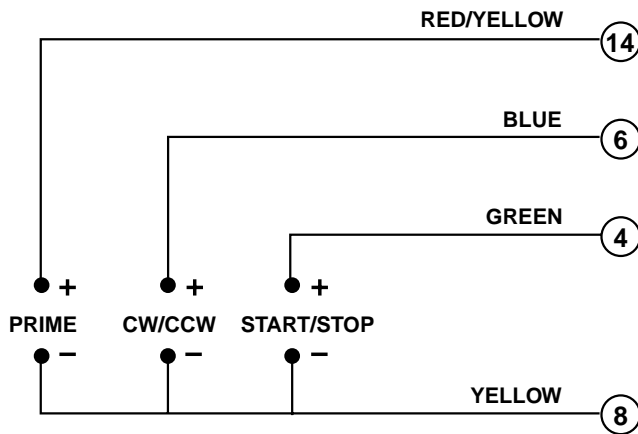 RED/YELLOW
14
BLUE
6
GREEN
4
+ + +
PRIME CW/CCW START/STOP
− − −
YELLOW
8